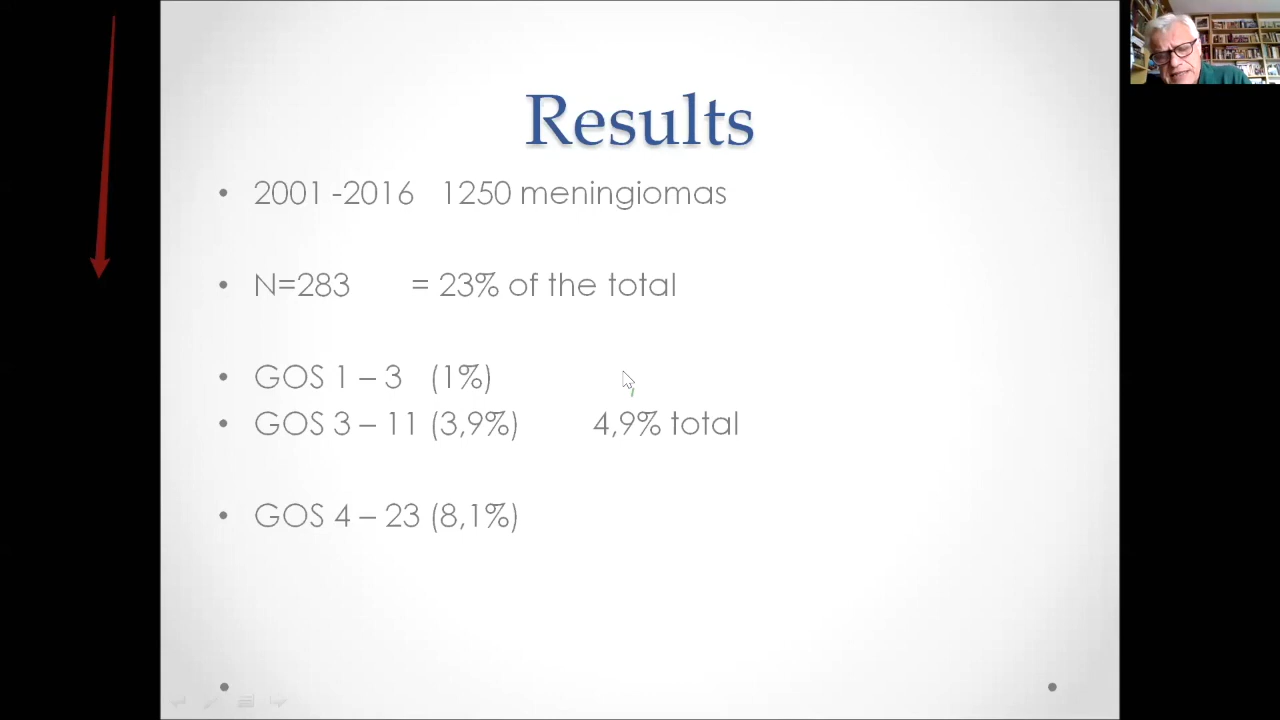 Results
• 2001 -2016 1250 meningiomas
• N=283 = 23% of the total
• GOS 1 – 3 (1%)
• GOS 3 – 11 (3,9%) 4,9% total
• GOS 4 – 23 (8,1%)